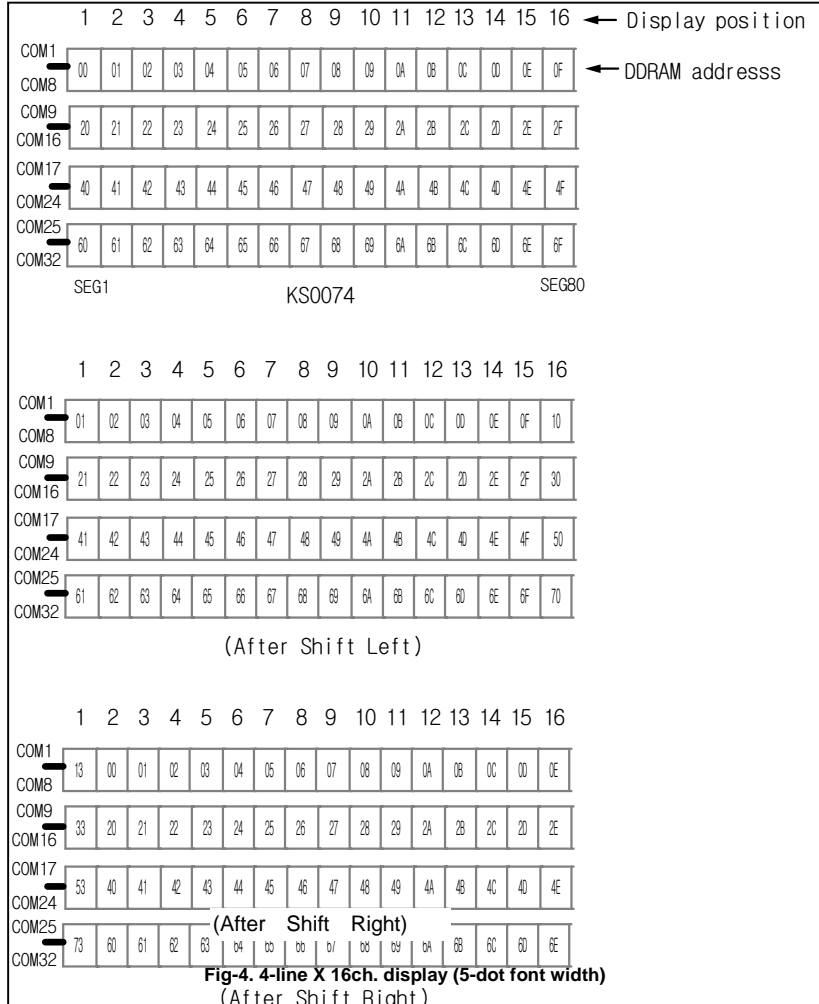 1 2 3 4 5 6 7 8 9 10 11 12 13 14 15 16 Display position
COM1
COM8
00 01 02 03 04 05 06 07 08 09 0A 0B 0C 0D 0E 0F DDRAM addresss
COM9
COM16
20 21 22 23 24 25 26 27 28 29 2A 2B 2C 2D 2E 2F
COM17
COM24
40 41 42 43 44 45 46 47 48 49 4A 4B 4C 4D 4E 4F
COM25
COM32
60 61 62 63 64 65 66 67 68 69 6A 6B 6C 6D 6E 6F
SEG1 KS0074 SEG80
1 2 3 4 5 6 7 8 9 10 11 12 13 14 15 16
COM1
COM8
01 02 03 04 05 06 07 08 09 0A 0B 0C 0D 0E 0F 10
COM9
COM16
21 22 23 24 25 26 27 28 29 2A 2B 2C 2D 2E 2F 30
COM17
COM24
41 42 43 44 45 46 47 48 49 4A 4B 4C 4D 4E 4F 50
COM25
COM32
61 62 63 64 65 66 67 68 69 6A 6B 6C 6D 6E 6F 70
(After Shift Left)
1 2 3 4 5 6 7 8 9 10 11 12 13 14 15 16
COM1
COM8
13 00 01 02 03 04 05 06 07 08 09 0A 0B 0C 0D 0E
COM9
COM16
33 20 21 22 23 24 25 26 27 28 29 2A 2B 2C 2D 2E
COM17
COM24
53 40 41 42 43 44 45 46 47 48 49 4A 4B 4C 4D 4E
(After Shift Right)
COM25
COM32
73 60 61 62 63 64 65 66 67 68 69 6A 6B 6C 6D 6E
Fig-4. 4-line X 16ch. display (5-dot font width)
(After Shift Right)